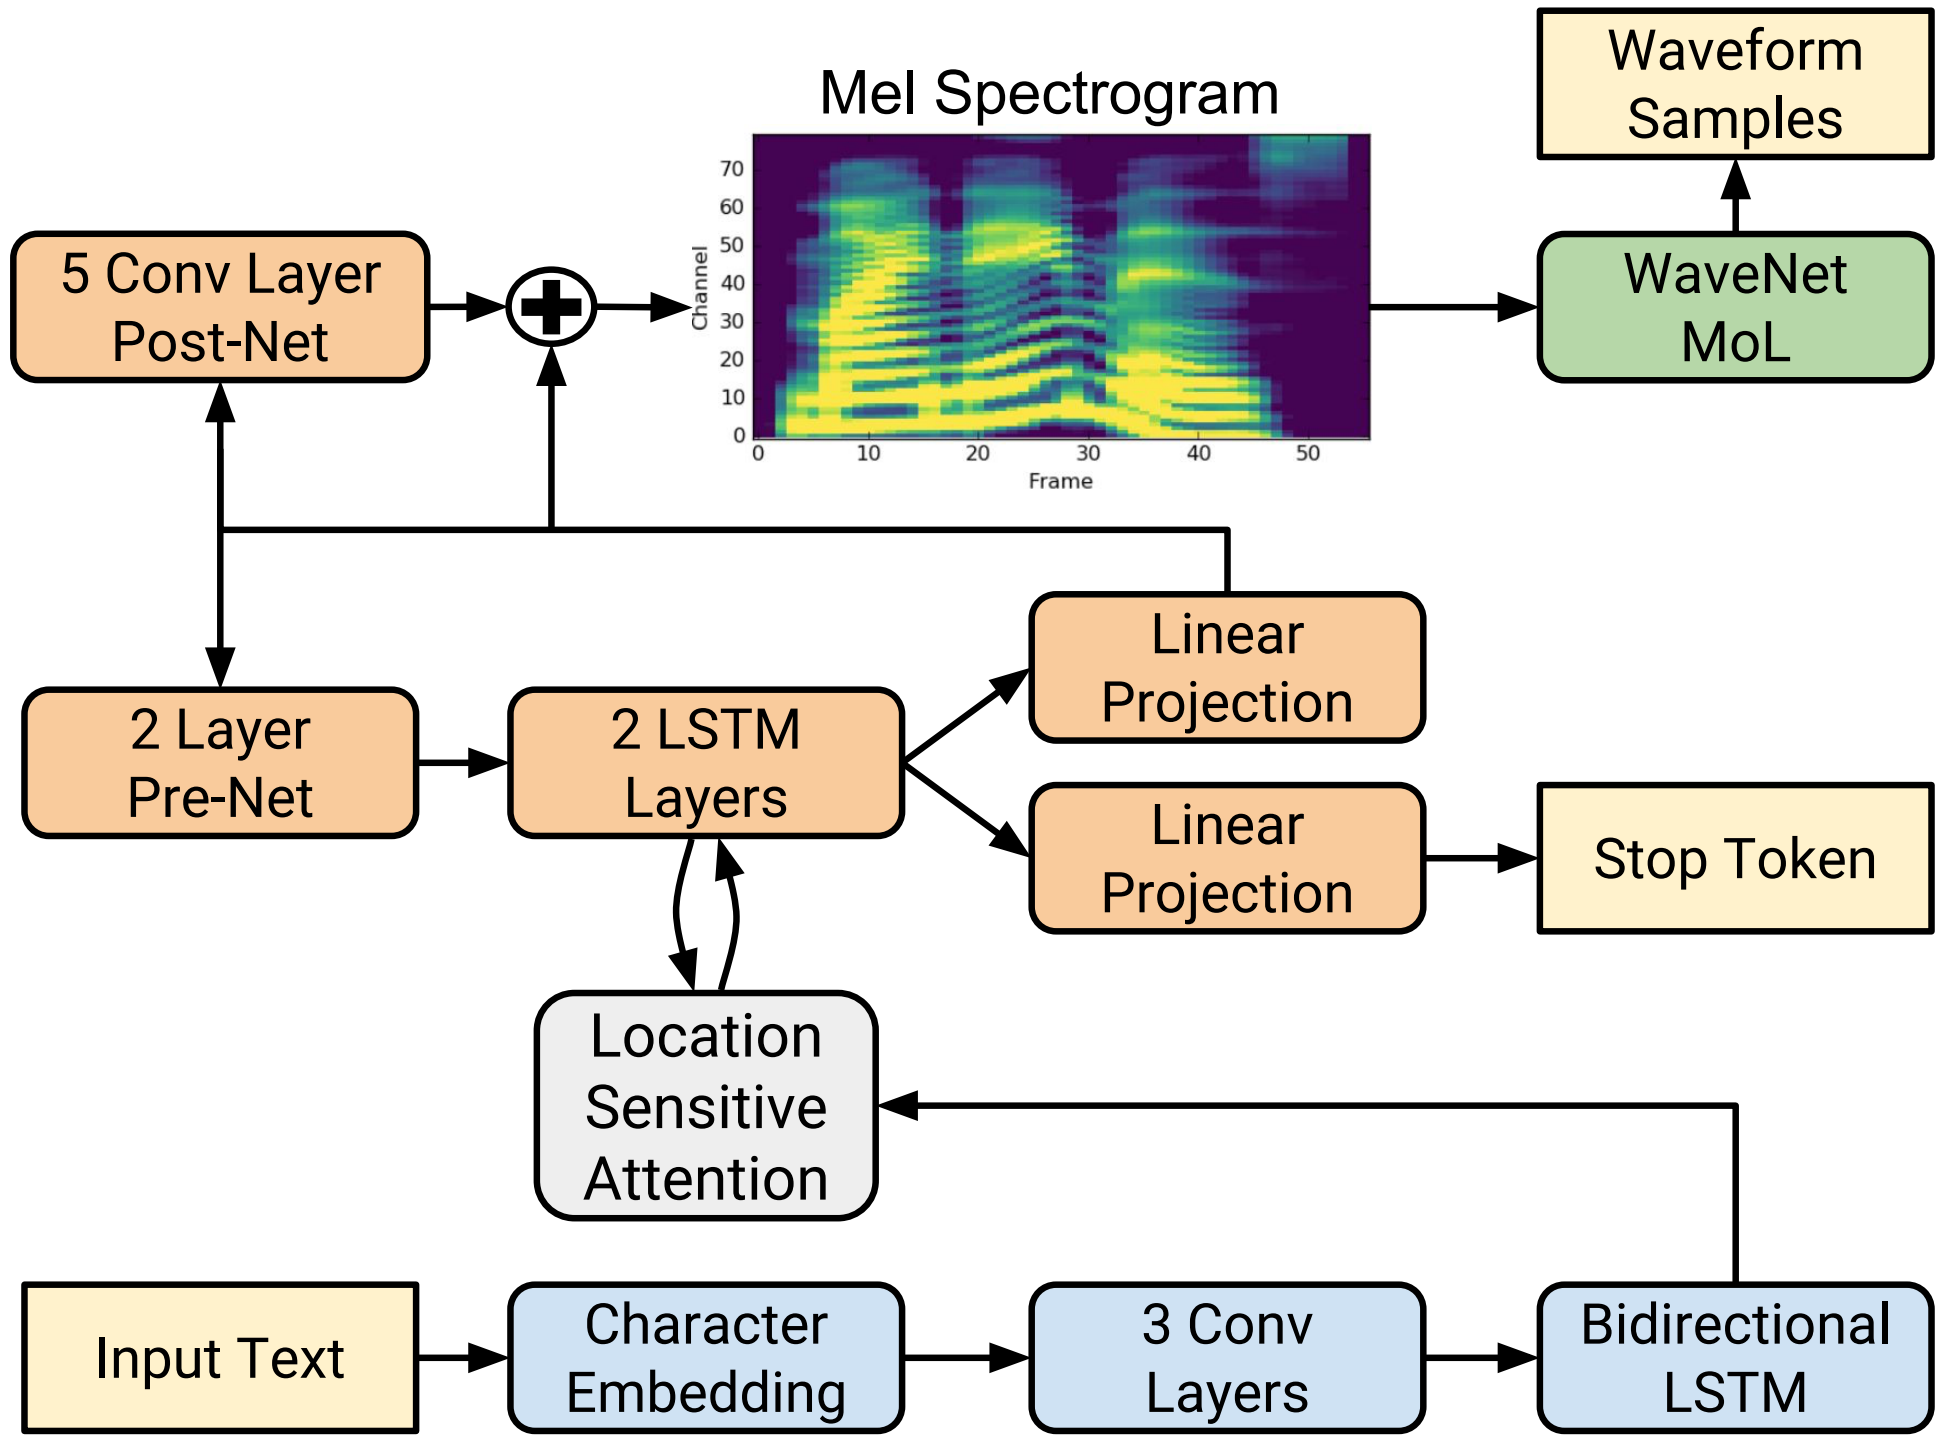 Waveform
Samples
Mel Spectrogram
70
60
50
40
30
20
10
0
Channel
0 10 20 30 40 50
Frame
5 Conv Layer
Post-Net
WaveNet
MoL
Linear
Projection
2 Layer
Pre-Net
2 LSTM
Layers
Linear
Projection
Stop Token
Location
Sensitive
Attention
Input Text
Character
Embedding
3 Conv
Layers
Bidirectional
LSTM